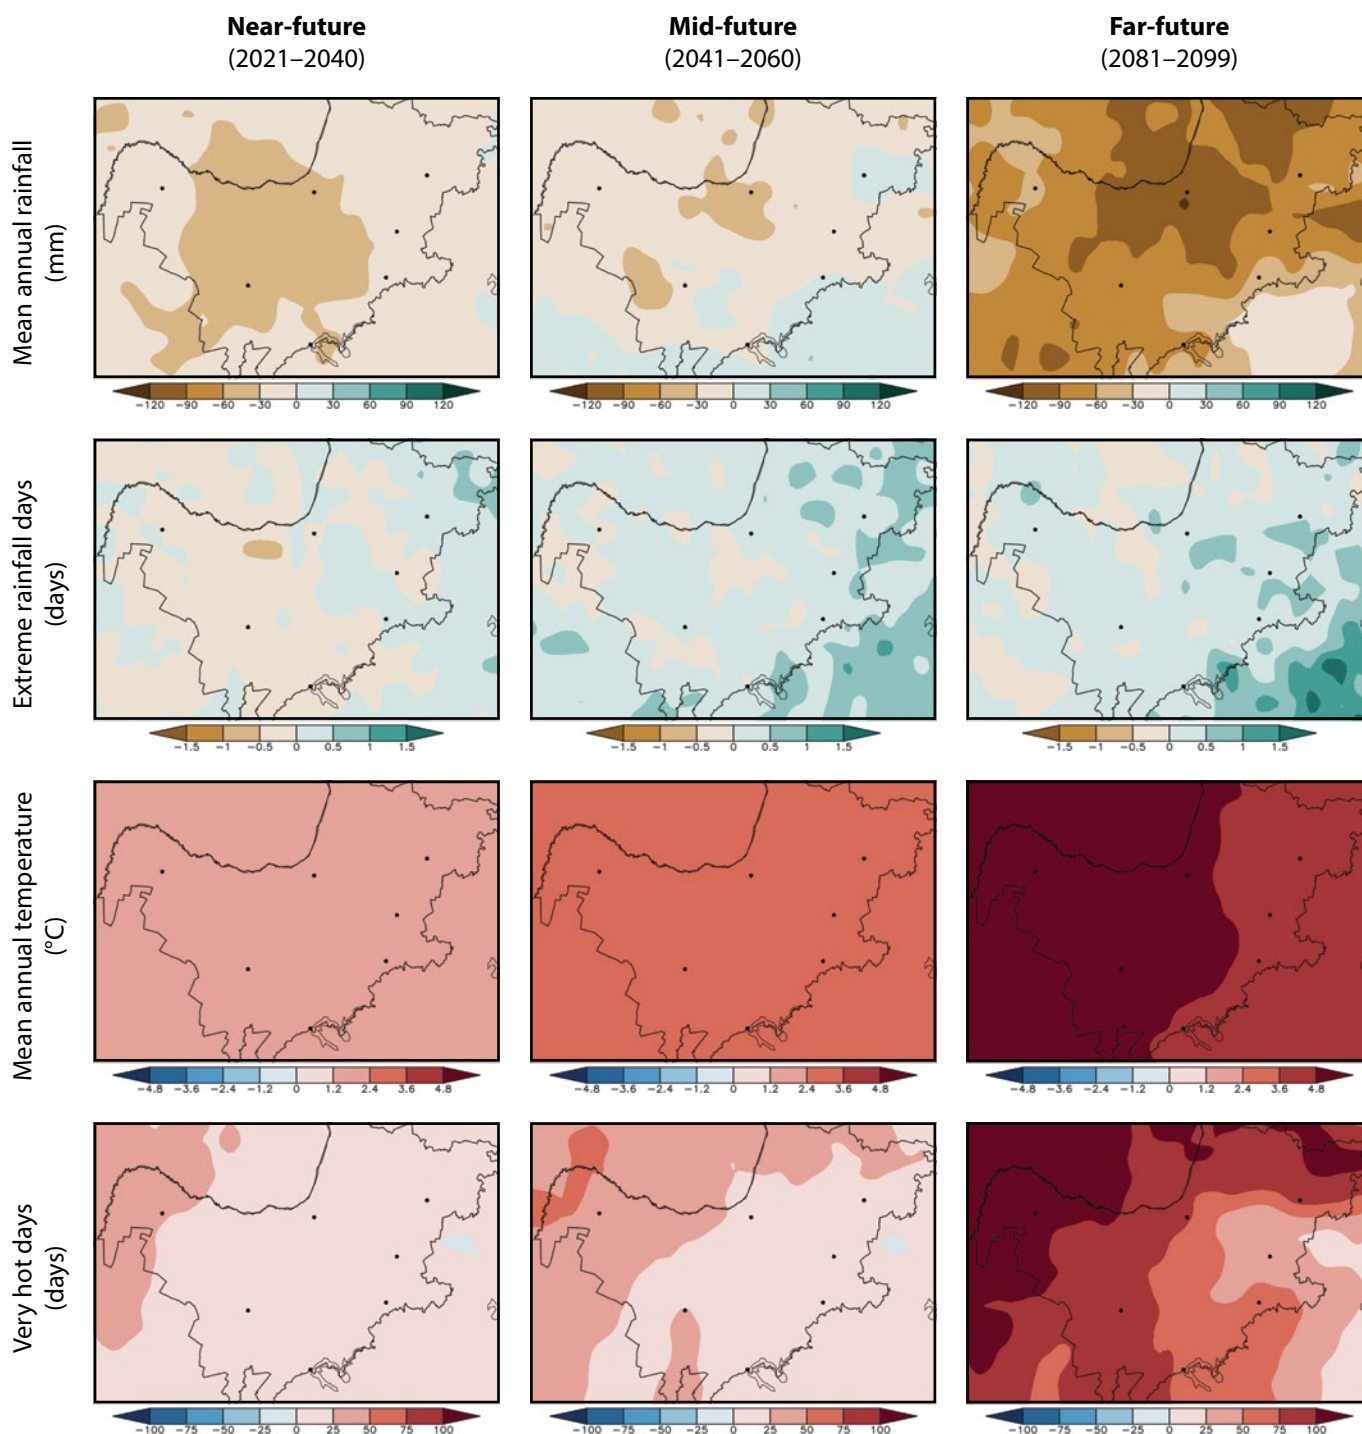 Near-future
(2021–2040)
Mid-future
(2041–2060)
Far-future
(2081–2099)
Mean annual rainfall
(mm)
−120 −90 −60 −30 0 30 60 90 120
−120 −90 −60 −30 0 30 60 90 120
−120 −90 −60 −30 0 30 60 90 120
Extreme rainfall days
(days)
−1.5 −1 −0.5 0 0.5 1 1.5
−1.5 −1 −0.5 0 0.5 1 1.5
−1.5 −1 −0.5 0 0.5 1 1.5
Mean annual temperature
(°C)
−4.8 −3.6 −2.4 −1.2 0 1.2 2.4 3.6 4.8
−4.8 −3.6 −2.4 −1.2 0 1.2 2.4 3.6 4.8
−4.8 −3.6 −2.4 −1.2 0 1.2 2.4 3.6 4.8
Very hot days
(days)
−100 −75 −50 −25 0 25 50 75 100
−100 −75 −50 −25 0 25 50 75 100
−100 −75 −50 −25 0 25 50 75 100